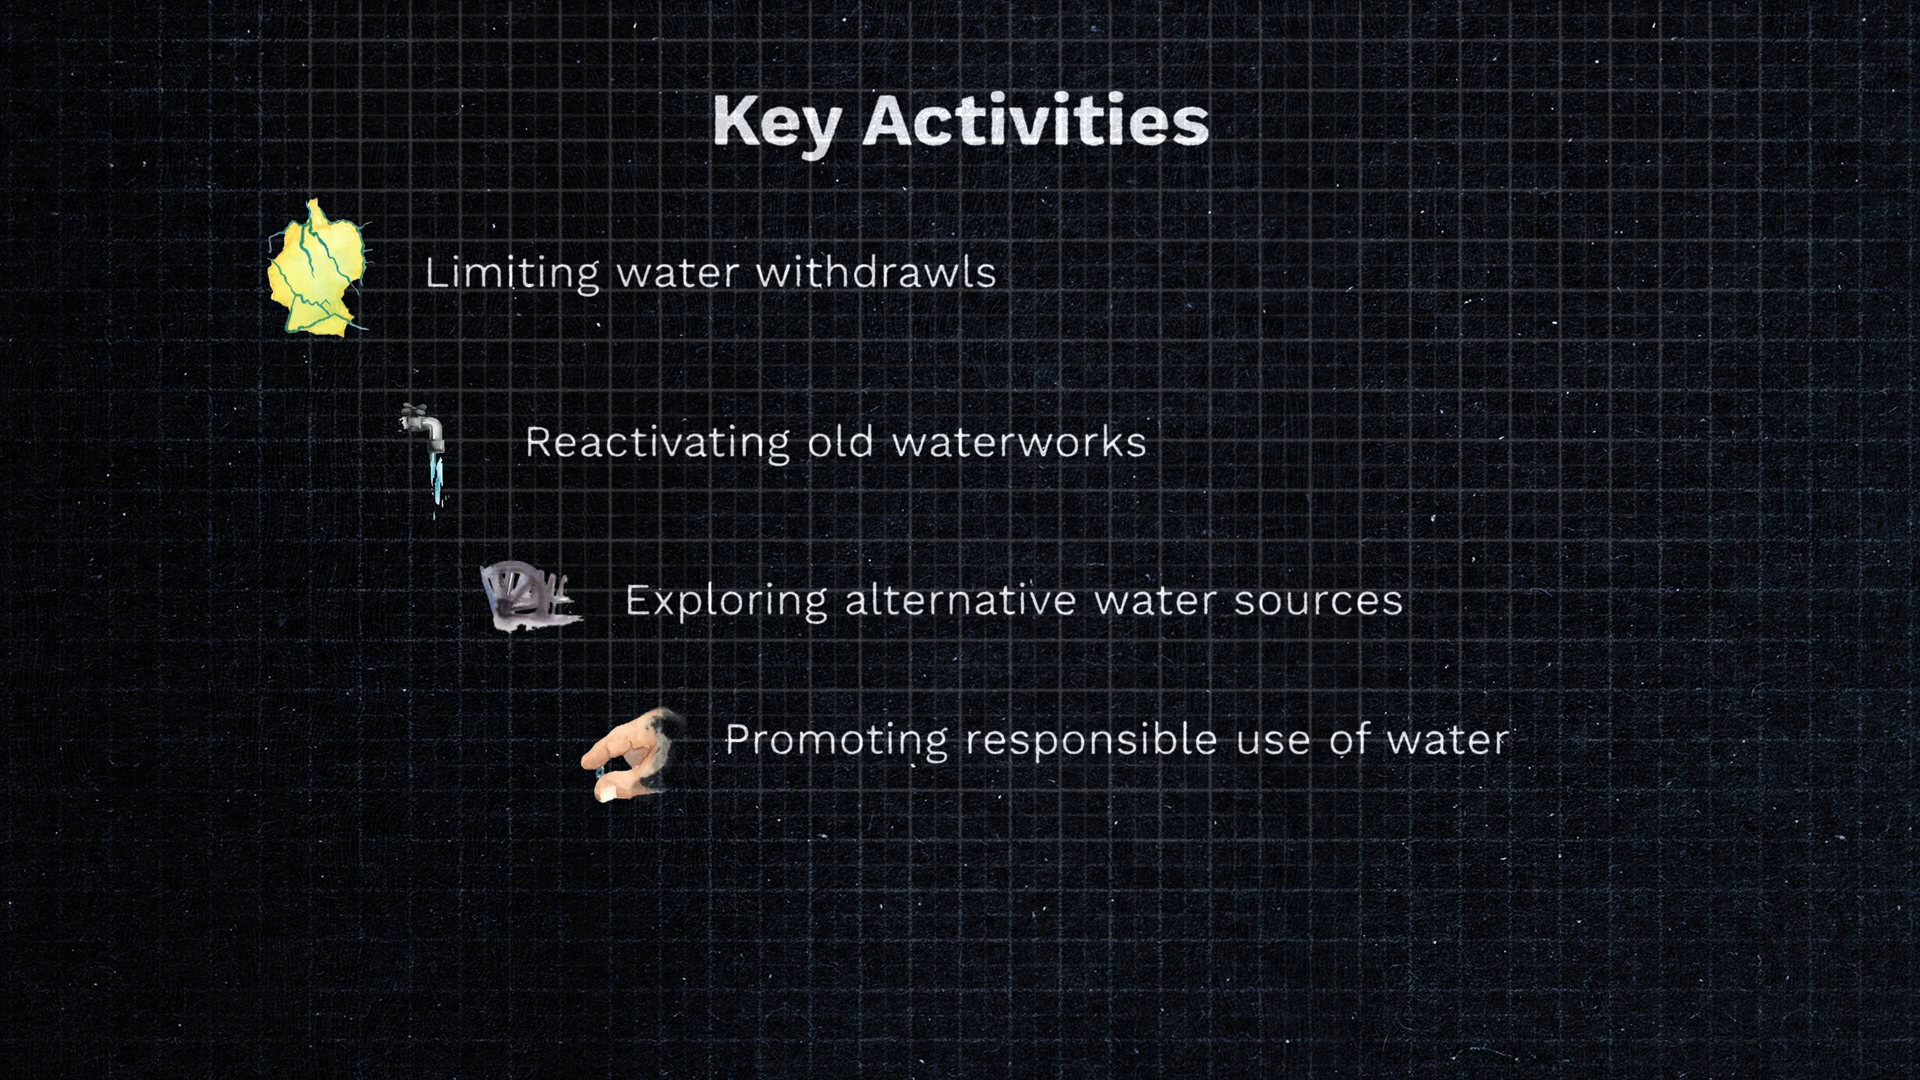 Key Activities
Limiting water withdrawls
Reactivating old waterworks
Exploring alternative water sources
Promoting responsible use of water